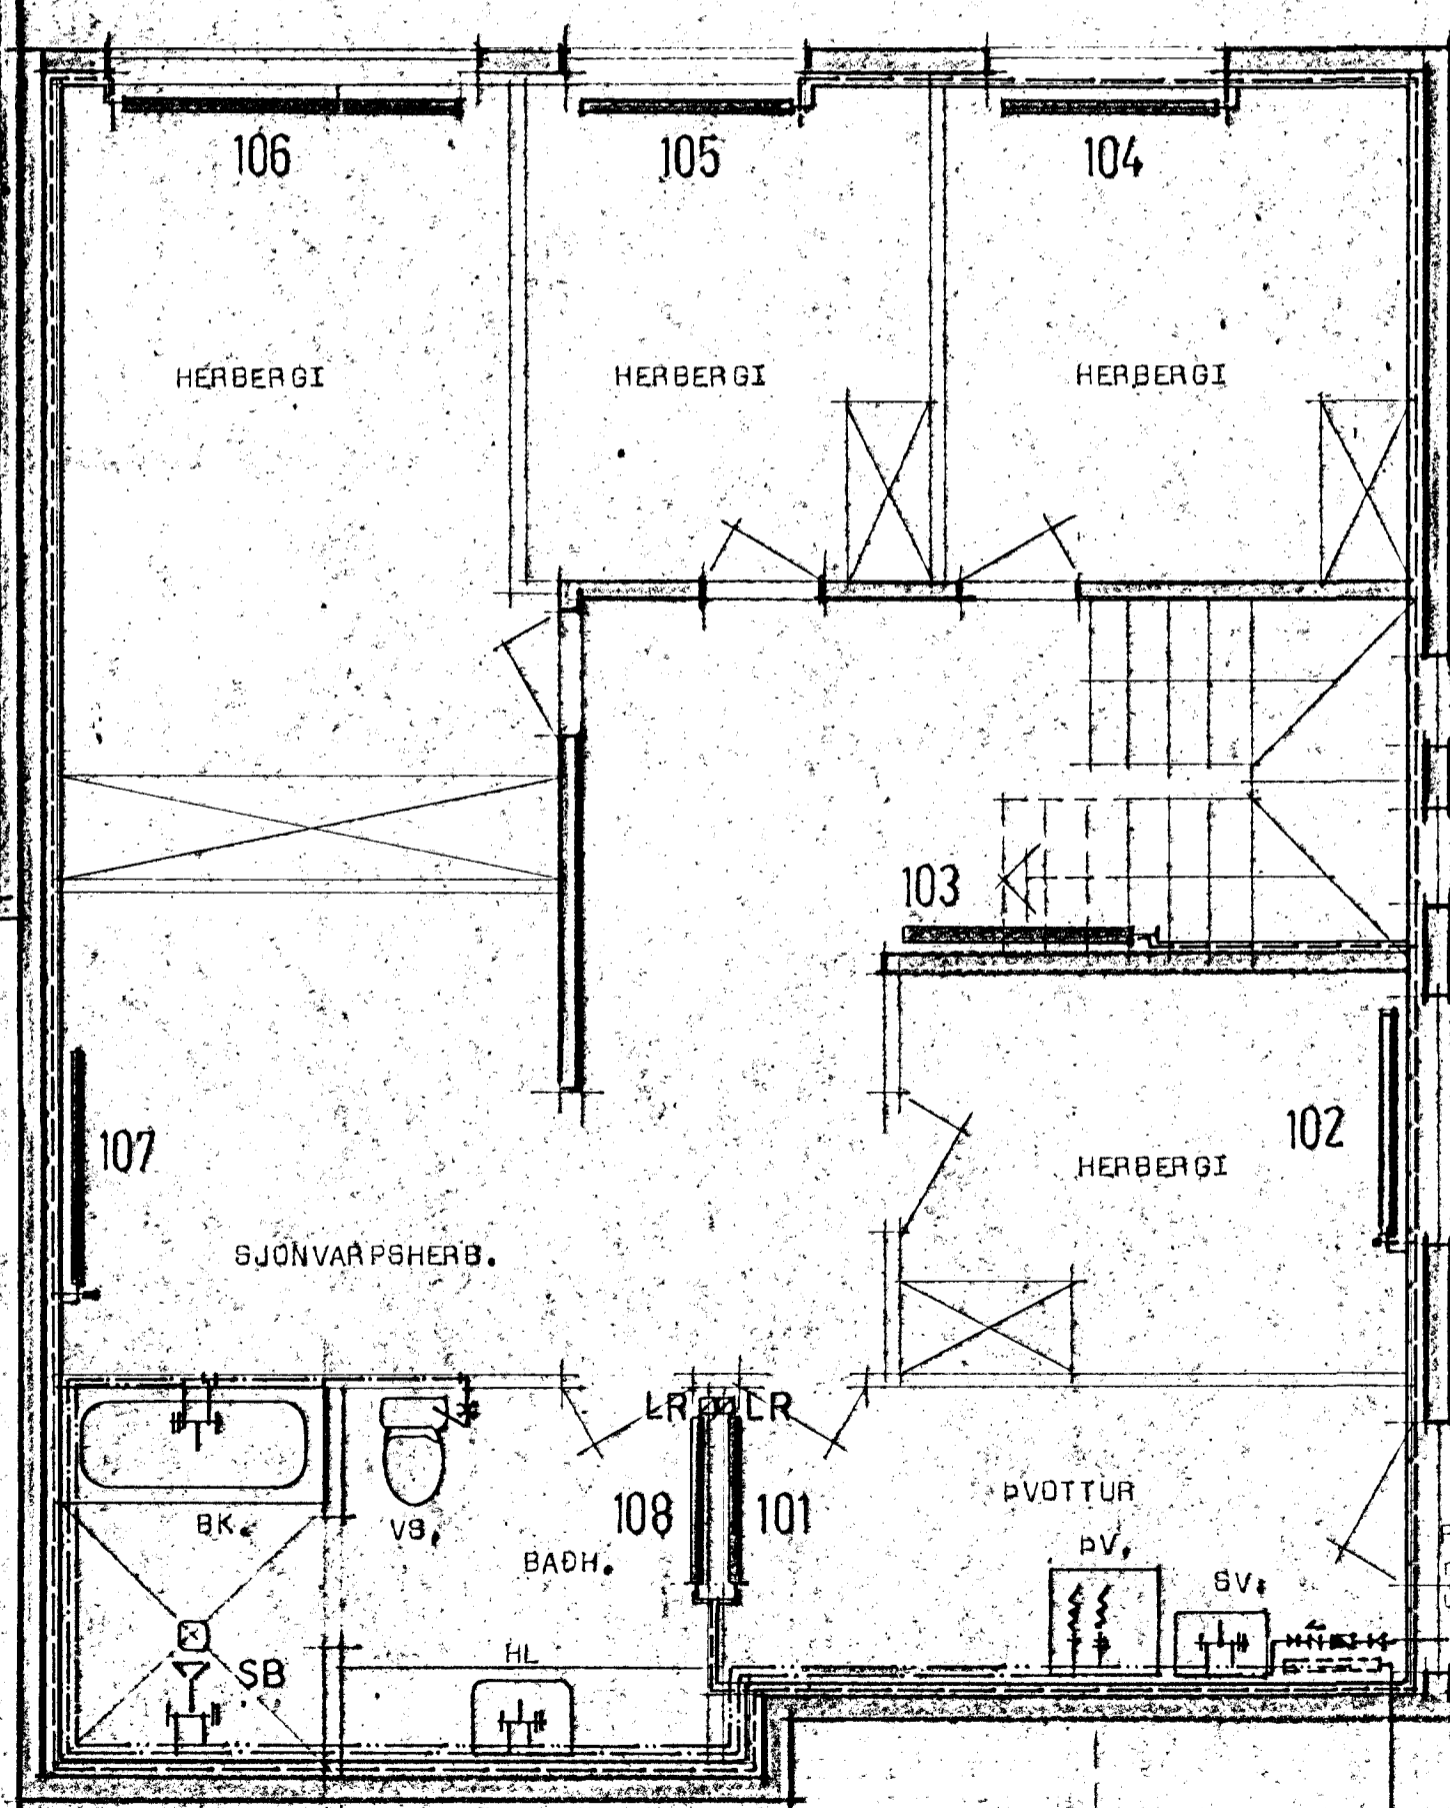 106
105
104
HERBERGI
HERBERGI
HERBERGI
103
107
102
HERBERGI
SJÓNVARPSHERB.
LR
LR
108
101
ÞVOTTUR
BK.
VS.
BAÐH.
ÞV.
SV.
HL
SB